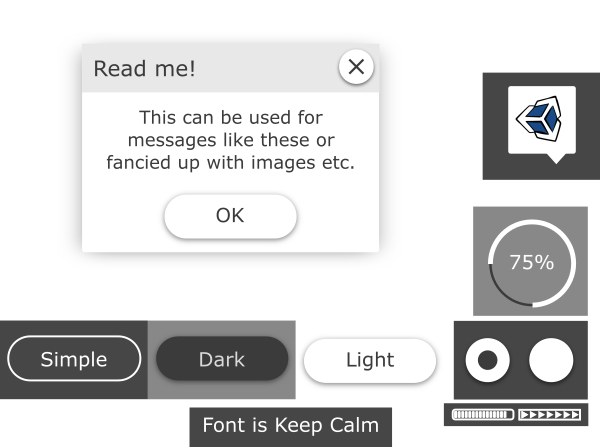 Read me!
This can be used for
messages like these or
fancied up with images etc.
OK
75%
Simple
Dark
Light
Font is Keep Calm